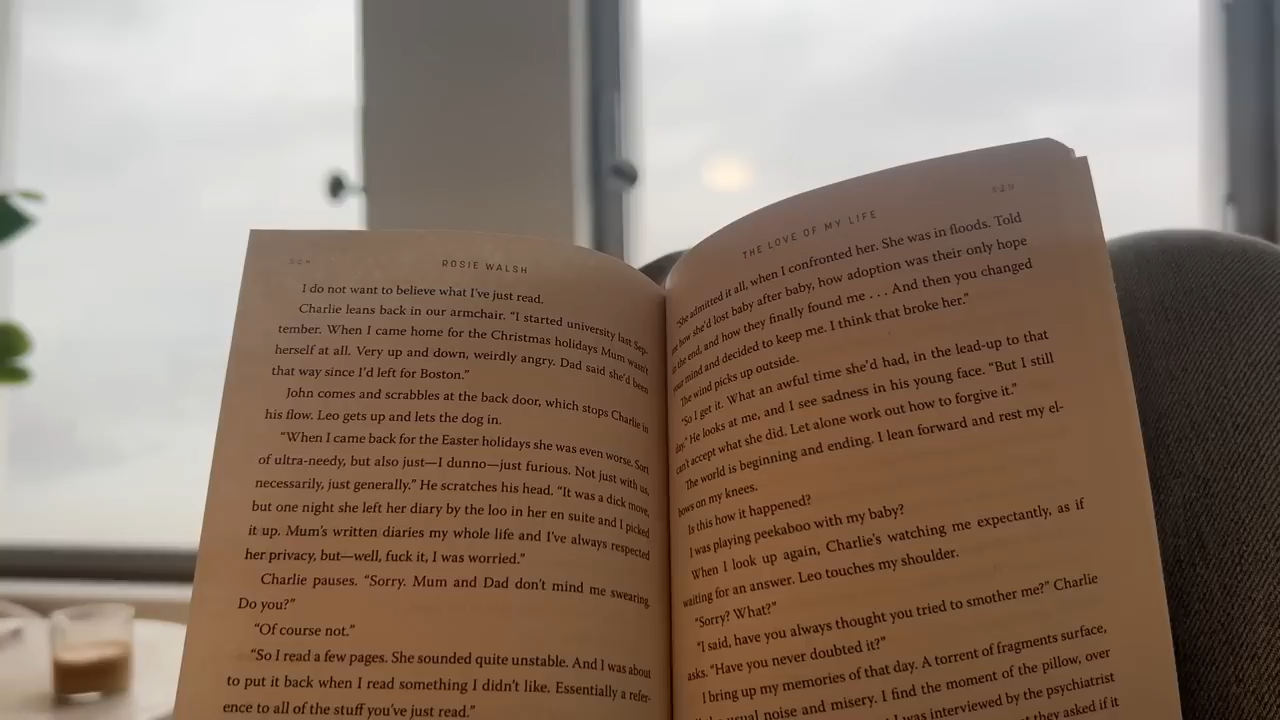 ROSIE WALSH
I do not want to believe what I've just read.
Charlie leans back in our armchair. "I started university last Sep-
tember. When I came home for the Christmas holidays Mum wasn't
herself at all. Very up and down, weirdly angry. Dad said she'd been
that way since I'd left for Boston."
John comes and scrabbles at the back door, which stops Charlie in
his flow. Leo gets up and lets the dog in.
"When I came back for the Easter holidays she was even worse. Sort
of ultra-needy, but also just—I dunno—just furious. Not just with us,
necessarily, just generally." He scratches his head. "It was a dick move,
but one night she left her diary by the loo in her en suite and I picked
it up. Mum's written diaries my whole life and I've always respected
her privacy, but—well, fuck it, I was worried."
Charlie pauses. "Sorry. Mum and Dad don't mind me swearing.
Do you?"
"Of course not."
"So I read a few pages. She sounded quite unstable. And I was about
to put it back when I read something I didn't like. Essentially a refer-
ence to all of the stuff you've just read."
THE LOVE OF MY LIFE
"She admitted it all, when I confronted her. She was in floods. Told
how she'd lost baby after baby, how adoption was their only hope
in the end, and how they finally found me . . . And then you changed
your mind and decided to keep me. I think that broke her."
The wind picks up outside.
"So I get it. What an awful time she'd had, in the lead-up to that
day." He looks at me, and I see sadness in his young face. "But I still
can't accept what she did. Let alone work out how to forgive it."
The world is beginning and ending. I lean forward and rest my el-
bows on my knees.
Is this how it happened?
I was playing peekaboo with my baby?
When I look up again, Charlie's watching me expectantly, as if
waiting for an answer. Leo touches my shoulder.
"Sorry? What?"
"I said, have you always thought you tried to smother me?" Charlie
asks. "Have you never doubted it?"
I bring up my memories of that day. A torrent of fragments surface,
usual noise and misery. I find the moment of the pillow, over
I was interviewed by the psychiatrist
they asked if it